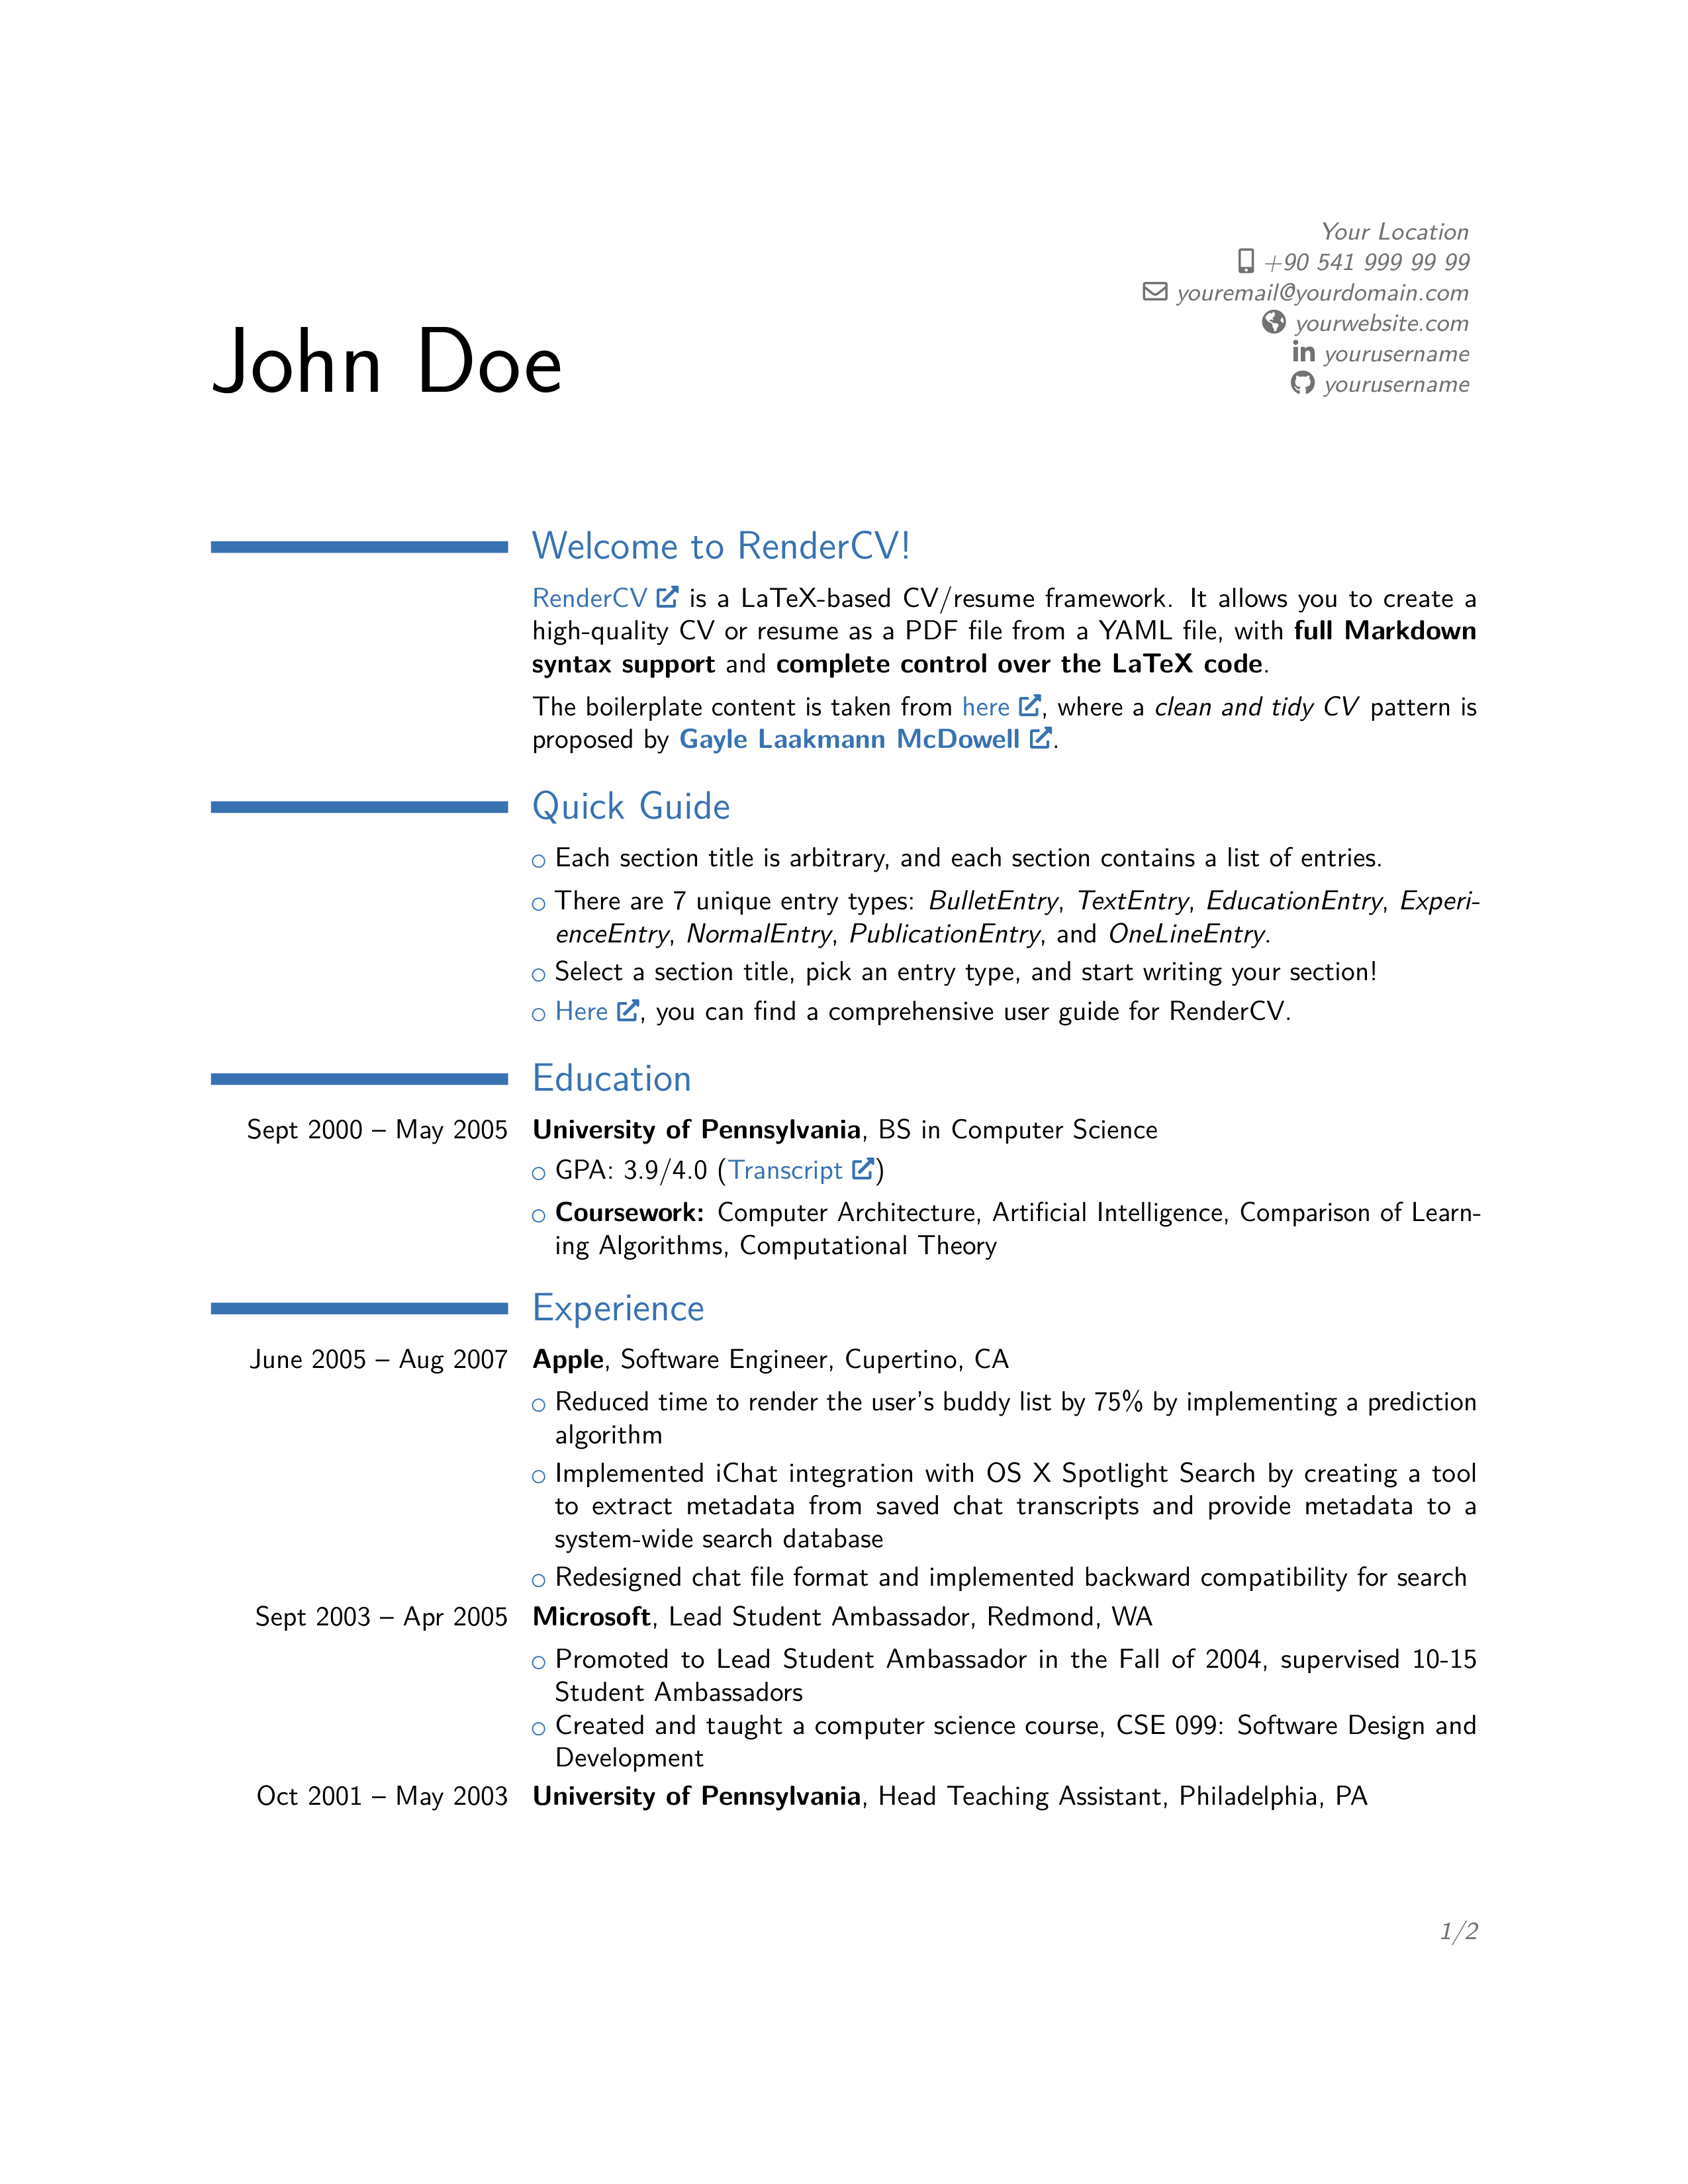 Your Location
+90 541 999 99 99
youremail@yourdomain.com
yourwebsite.com
in yourusername
yourusername
John Doe
Welcome to RenderCV!
RenderCV is a LaTeX-based CV/resume framework. It allows you to create a
high-quality CV or resume as a PDF file from a YAML file, with full Markdown
syntax support and complete control over the LaTeX code.
The boilerplate content is taken from here, where a clean and tidy CV pattern is
proposed by Gayle Laakmann McDowell.
Quick Guide
Each section title is arbitrary, and each section contains a list of entries.
There are 7 unique entry types: BulletEntry, TextEntry, EducationEntry, Experi-
enceEntry, NormalEntry, PublicationEntry, and OneLineEntry.
Select a section title, pick an entry type, and start writing your section!
Here, you can find a comprehensive user guide for RenderCV.
Education
Sept 2000 – May 2005 University of Pennsylvania, BS in Computer Science
GPA: 3.9/4.0 (Transcript)
Coursework: Computer Architecture, Artificial Intelligence, Comparison of Learn-
ing Algorithms, Computational Theory
Experience
June 2005 – Aug 2007 Apple, Software Engineer, Cupertino, CA
Reduced time to render the user's buddy list by 75% by implementing a prediction
algorithm
Implemented iChat integration with OS X Spotlight Search by creating a tool
to extract metadata from saved chat transcripts and provide metadata to a
system-wide search database
Redesigned chat file format and implemented backward compatibility for search
Sept 2003 – Apr 2005 Microsoft, Lead Student Ambassador, Redmond, WA
Promoted to Lead Student Ambassador in the Fall of 2004, supervised 10-15
Student Ambassadors
Created and taught a computer science course, CSE 099: Software Design and
Development
Oct 2001 – May 2003 University of Pennsylvania, Head Teaching Assistant, Philadelphia, PA
1/2